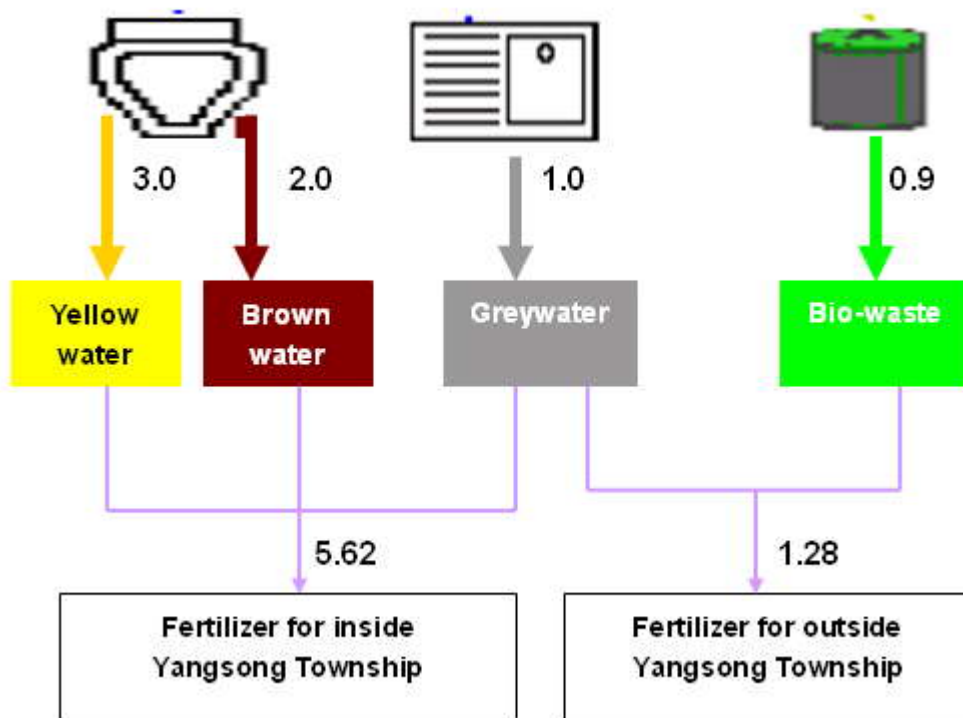 3.0
2.0
1.0
0.9
Yellow
water
Brown
water
Greywater
Bio-waste
5.62
1.28
Fertilizer for inside
Yangsong Township
Fertilizer for outside
Yangsong Township